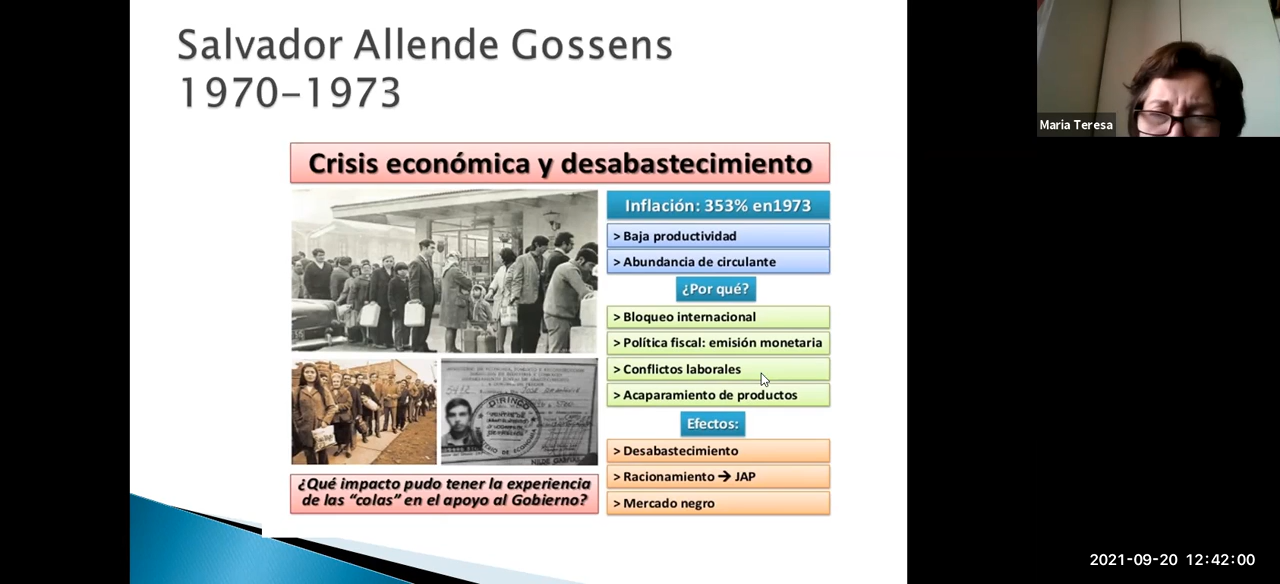 Salvador Allende Gossens
1970-1973
Maria Teresa
Crisis económica y desabastecimiento
Inflación: 353% en1973
> Baja productividad
> Abundancia de circulante
¿Por qué?
> Bloqueo internacional
> Política fiscal: emisión monetaria
> Conflictos laborales
> Acaparamiento de productos
Efectos:
> Desabastecimiento
> Racionamiento → JAP
> Mercado negro
DIRINCO
¿Qué impacto pudo tener la experiencia
de las "colas" en el apoyo al Gobierno?
2021-09-20 12:42:00